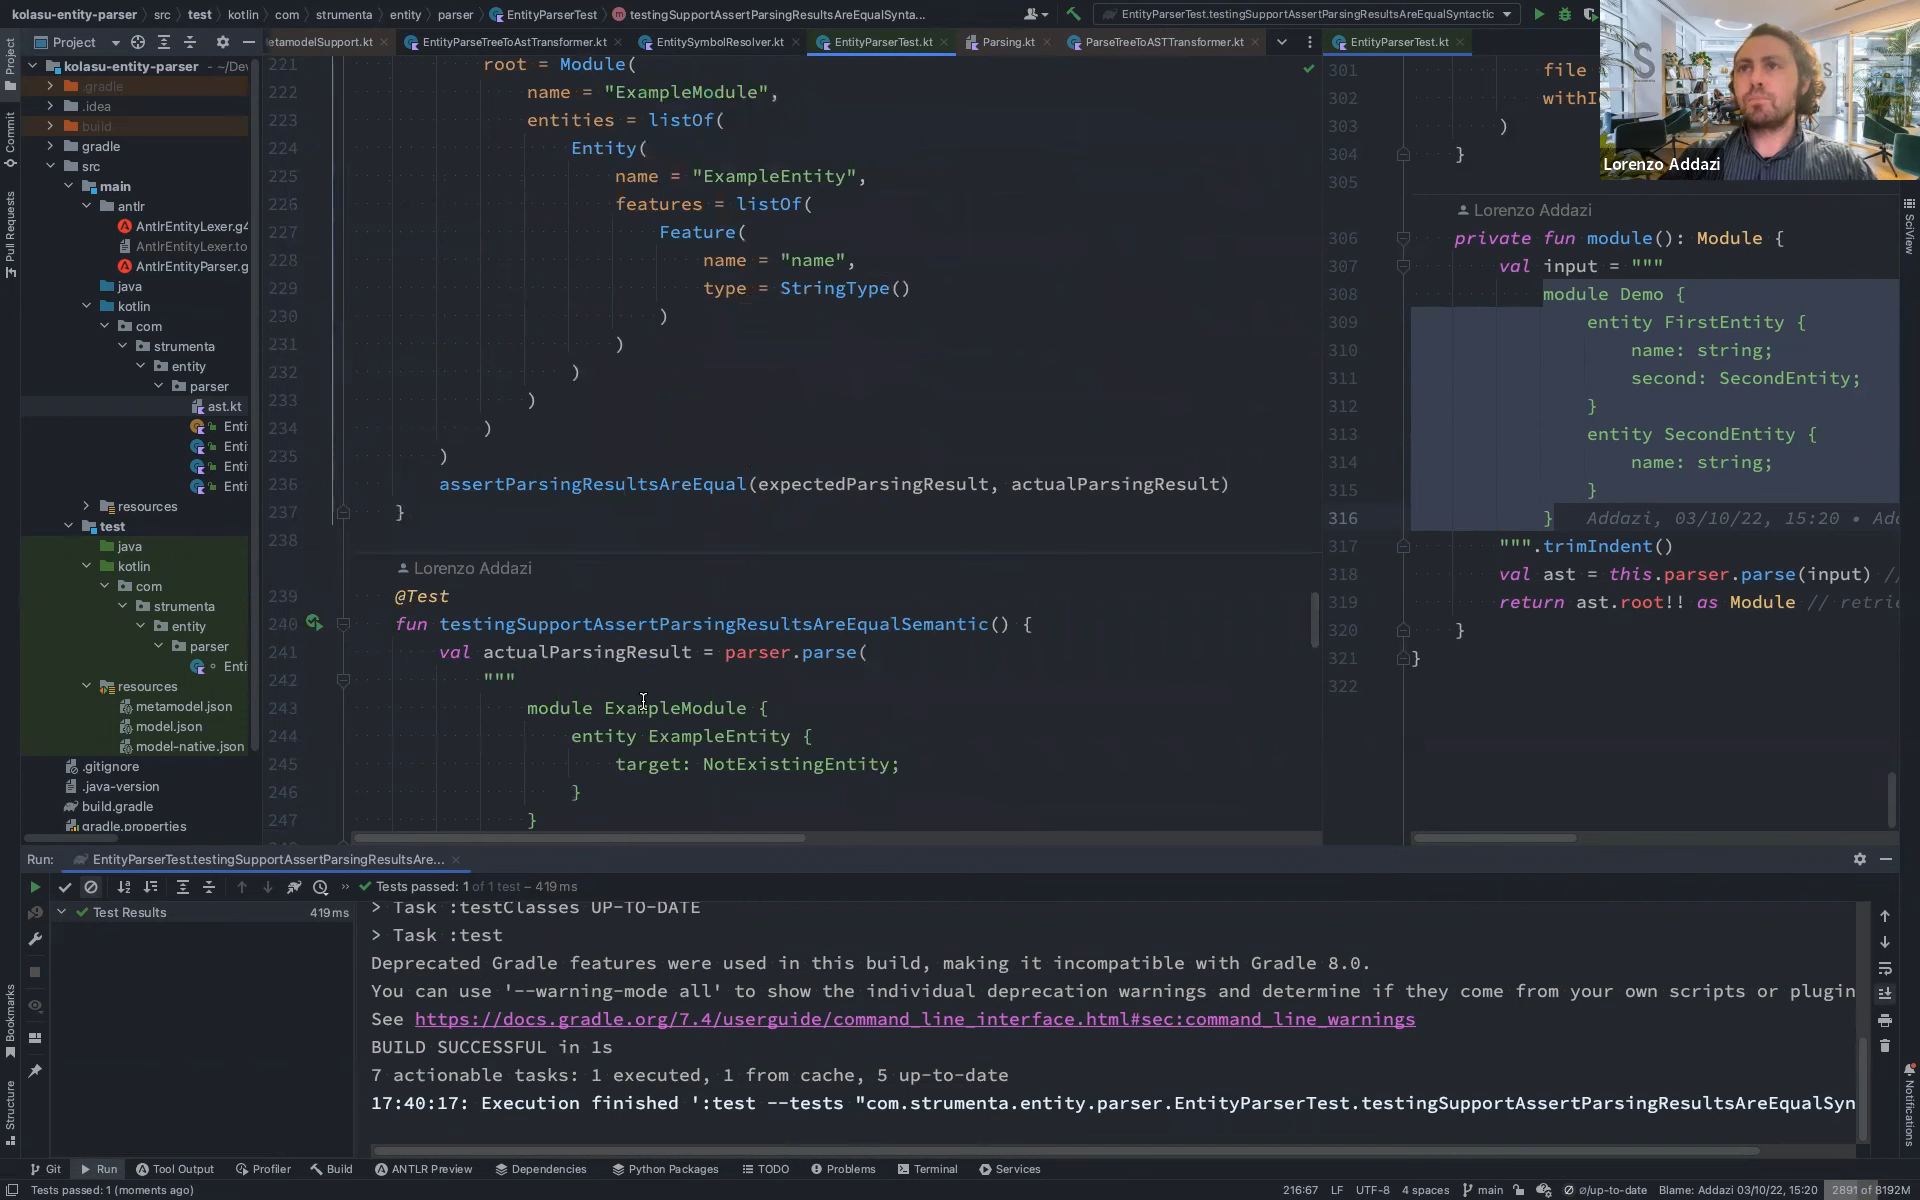 kolasu-entity-parser › src › test › kotlin › com › strumenta › entity › parser › EntityParserTest › testingSupportAssertParsingResultsAreEqualSynta...
EntityParserTest.testingSupportAssertParsingResultsAreEqualSyntactic
Project
etamodelSupport.kt EntityParseTreeToAstTransformer.kt EntitySymbolResolver.kt EntityParserTest.kt Parsing.kt ParseTreeToASTTransformer.kt
EntityParserTest.kt
Project
Commit
Pull Requests
Bookmarks
Structure
kolasu-entity-parser ~/Dev
.gradle
.idea
build
gradle
src
main
antlr
AntlrEntityLexer.g4
AntlrEntityLexer.to
AntlrEntityParser.g
java
kotlin
com
strumenta
entity
parser
ast.kt
Enti
Enti
Enti
Enti
resources
test
java
kotlin
com
strumenta
entity
parser
Enti
resources
metamodel.json
model.json
model-native.json
.gitignore
.java-version
build.gradle
gradle.properties
221 root = Module(
222 name = "ExampleModule",
223 entities = listOf(
224 Entity(
225 name = "ExampleEntity",
226 features = listOf(
227 Feature(
228 name = "name",
229 type = StringType()
230 )
231 )
232 )
233 )
234 )
235 )
236 assertParsingResultsAreEqual(expectedParsingResult, actualParsingResult)
237 }
238
Lorenzo Addazi
239 @Test
240 fun testingSupportAssertParsingResultsAreEqualSemantic() {
241 val actualParsingResult = parser.parse(
242 """
243 module ExampleModule {
244 entity ExampleEntity {
245 target: NotExistingEntity;
246 }
247 }
301 file
302 withI
303 )
304 }
305
Lorenzo Addazi
306 private fun module(): Module {
307 val input = """
308 module Demo {
309 entity FirstEntity {
310 name: string;
311 second: SecondEntity;
312 }
313 entity SecondEntity {
314 name: string;
315 }
316 } Addazi, 03/10/22, 15:20 • Ad
317 """.trimIndent()
318 val ast = this.parser.parse(input) //
319 return ast.root!! as Module // retrie
320 }
321 }
322
Lorenzo Addazi
SciView
Notifications
Run: EntityParserTest.testingSupportAssertParsingResultsAre...
Tests passed: 1 of 1 test – 419 ms
Test Results 419 ms
> Task :testClasses UP-TO-DATE
> Task :test
Deprecated Gradle features were used in this build, making it incompatible with Gradle 8.0.
You can use '--warning-mode all' to show the individual deprecation warnings and determine if they come from your own scripts or plugin
See https://docs.gradle.org/7.4/userguide/command_line_interface.html#sec:command_line_warnings
BUILD SUCCESSFUL in 1s
7 actionable tasks: 1 executed, 1 from cache, 5 up-to-date
17:40:17: Execution finished ':test --tests "com.strumenta.entity.parser.EntityParserTest.testingSupportAssertParsingResultsAreEqualSyn
Git Run Tool Output Profiler Build ANTLR Preview Dependencies Python Packages TODO Problems Terminal Services
Tests passed: 1 (moments ago) 216:67 LF UTF-8 4 spaces main ∅/up-to-date Blame: Addazi 03/10/22, 15:20 2891 of 8192M